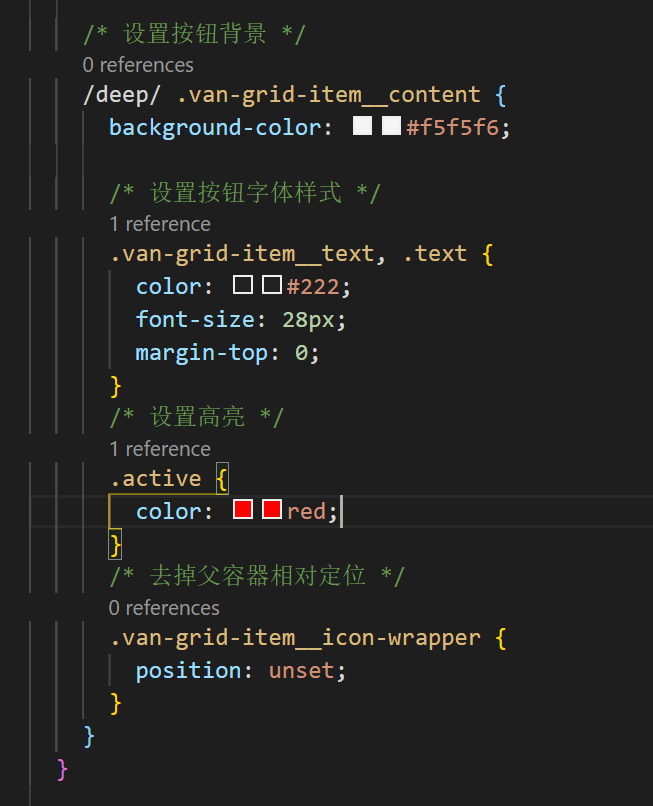 /* 设置按钮背景 */
0 references
/deep/ .van-grid-item__content {
background-color: #f5f5f6;
/* 设置按钮字体样式 */
1 reference
.van-grid-item__text, .text {
color: #222;
font-size: 28px;
margin-top: 0;
}
/* 设置高亮 */
1 reference
.active {
color: red;
}
/* 去掉父容器相对定位 */
0 references
.van-grid-item__icon-wrapper {
position: unset;
}
}
}